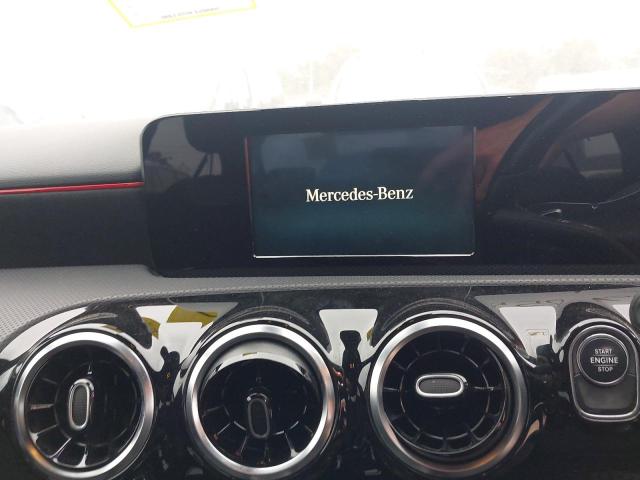 Mercedes-Benz
START
ENGINE
STOP